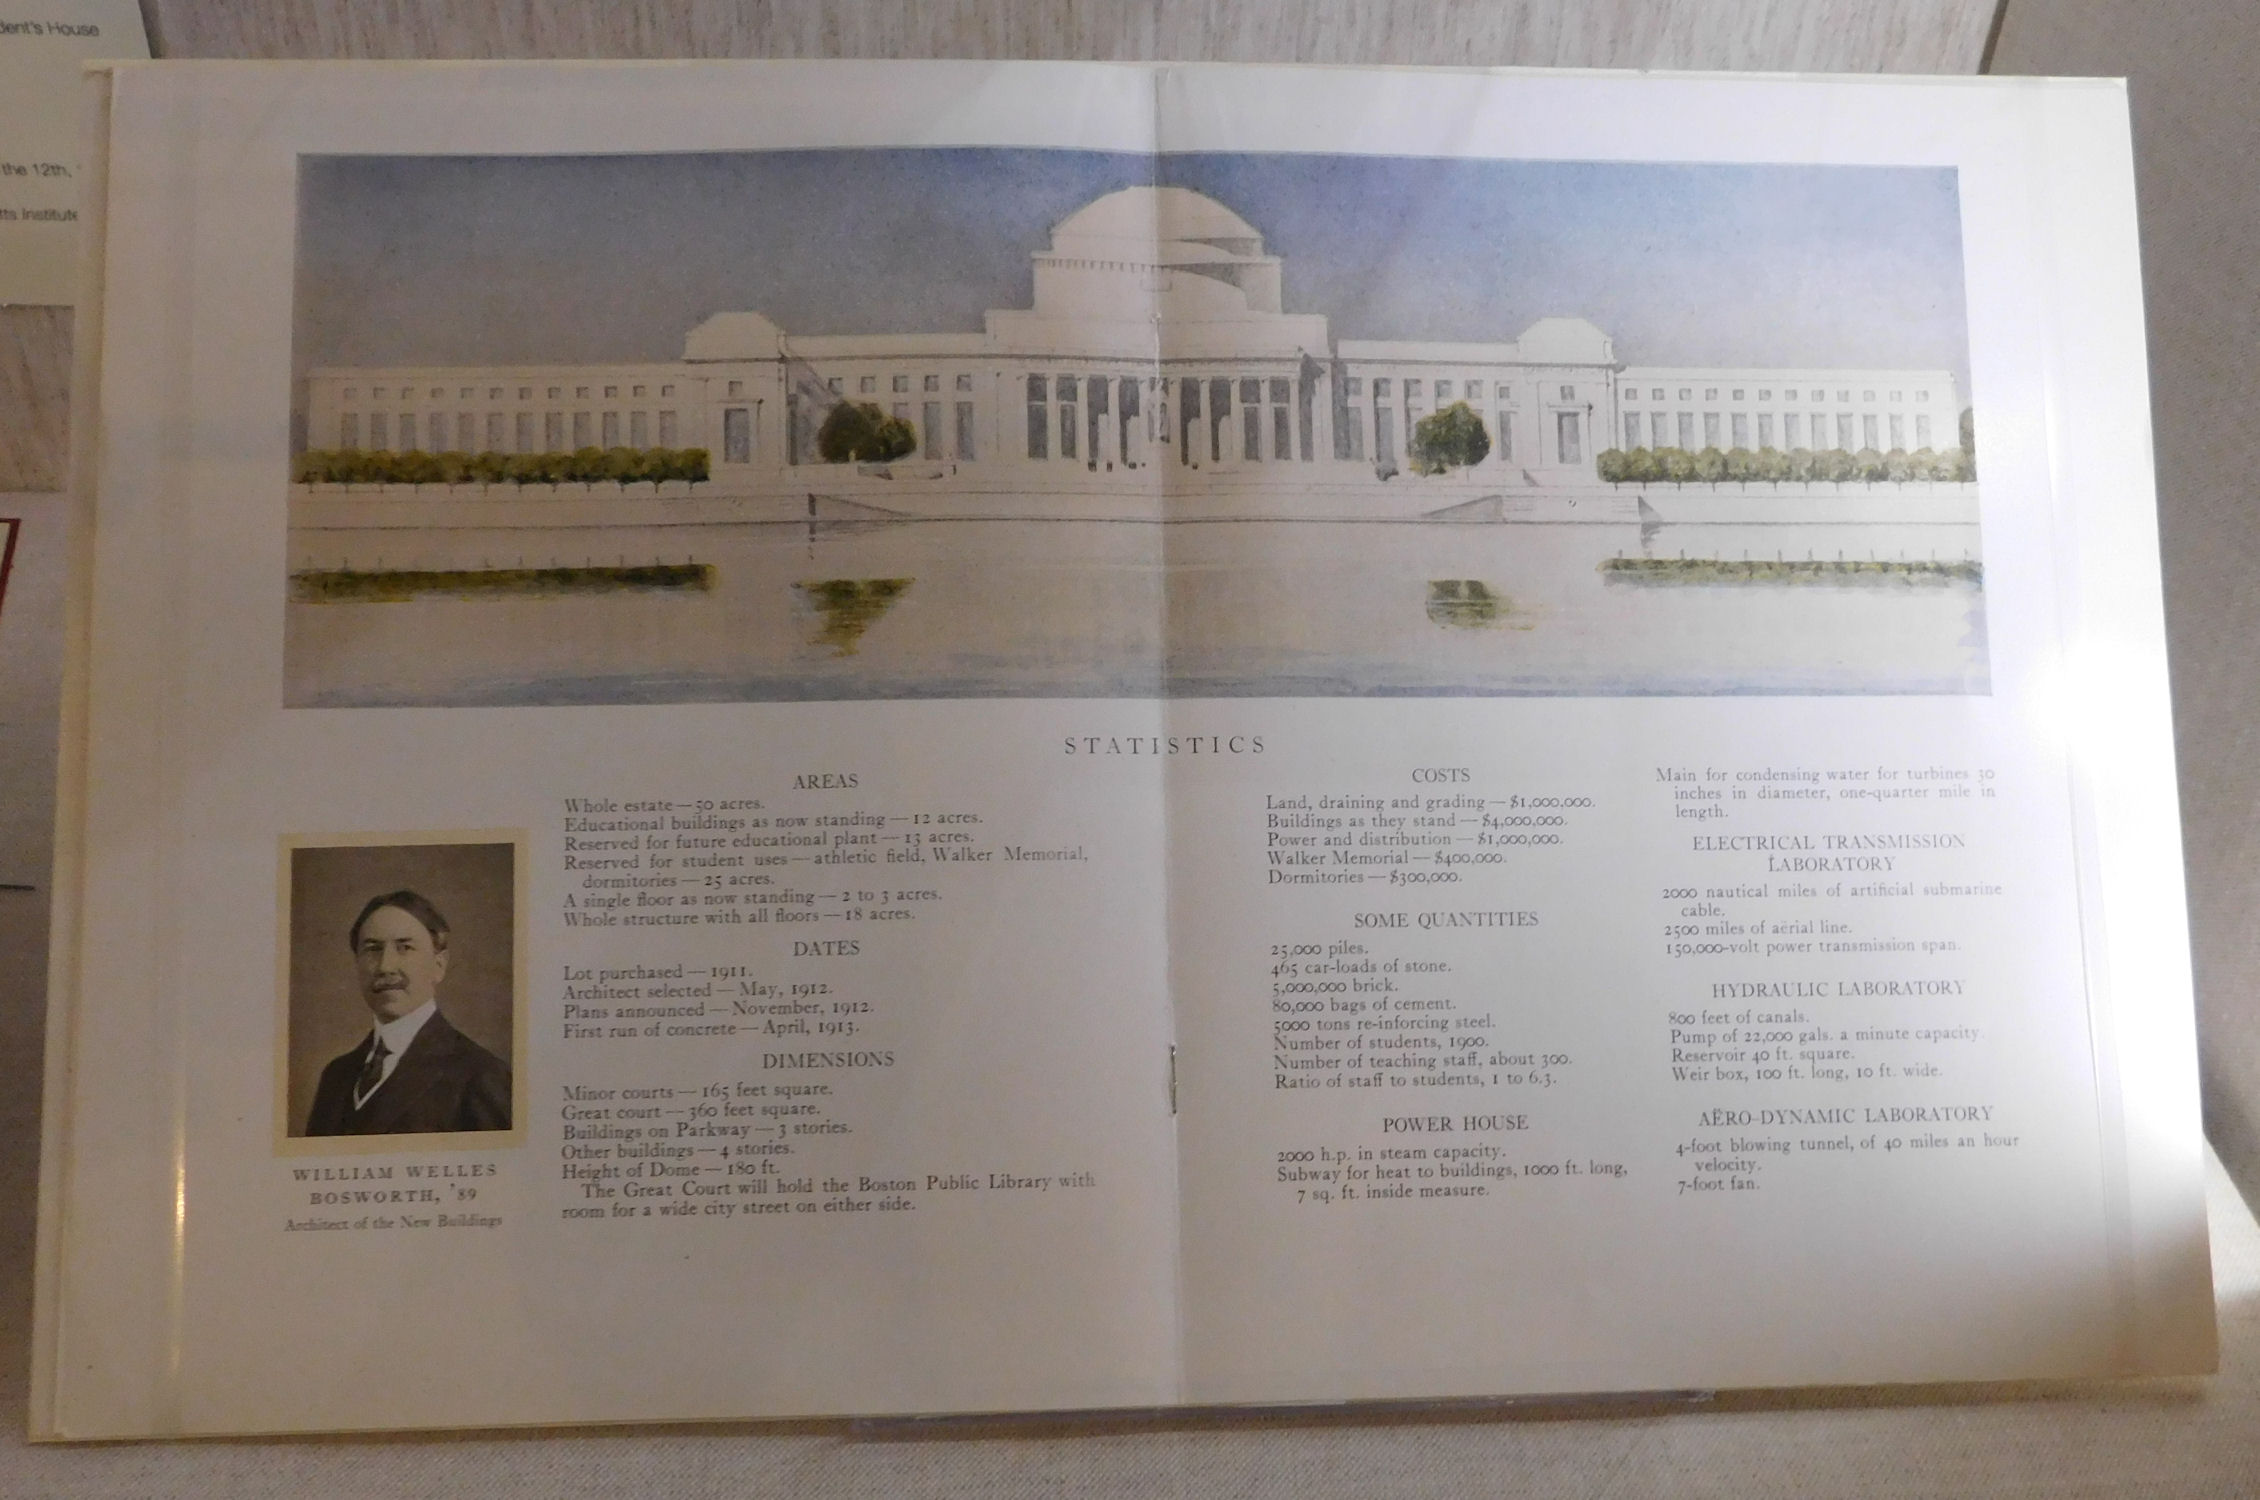 dent's House
the 12th,
tts Institute
STATISTICS
AREAS
Whole estate — 50 acres.
Educational buildings as now standing — 12 acres.
Reserved for future educational plant — 13 acres.
Reserved for student uses — athletic field, Walker Memorial,
dormitories — 25 acres.
A single floor as now standing — 2 to 3 acres.
Whole structure with all floors — 18 acres.
DATES
Lot purchased — 1911.
Architect selected — May, 1912.
Plans announced — November, 1912.
First run of concrete — April, 1913.
DIMENSIONS
Minor courts — 165 feet square.
Great court — 360 feet square.
Buildings on Parkway — 3 stories.
Other buildings — 4 stories.
Height of Dome — 180 ft.
The Great Court will hold the Boston Public Library with
room for a wide city street on either side.
WILLIAM WELLES
BOSWORTH, '89
Architect of the New Buildings
COSTS
Land, draining and grading — $1,000,000.
Buildings as they stand — $4,000,000.
Power and distribution — $1,000,000.
Walker Memorial — $400,000.
Dormitories — $300,000.
SOME QUANTITIES
25,000 piles.
465 car-loads of stone.
5,000,000 brick.
80,000 bags of cement.
5000 tons re-inforcing steel.
Number of students, 1900.
Number of teaching staff, about 300.
Ratio of staff to students, 1 to 6.3.
POWER HOUSE
2000 h.p. in steam capacity.
Subway for heat to buildings, 1000 ft. long,
7 sq. ft. inside measure.
Main for condensing water for turbines 30
inches in diameter, one-quarter mile in
length.
ELECTRICAL TRANSMISSION
LABORATORY
2000 nautical miles of artificial submarine
cable.
2500 miles of aërial line.
150,000-volt power transmission span.
HYDRAULIC LABORATORY
800 feet of canals.
Pump of 22,000 gals. a minute capacity.
Reservoir 40 ft. square.
Weir box, 100 ft. long, 10 ft. wide.
AËRO-DYNAMIC LABORATORY
4-foot blowing tunnel, of 40 miles an hour
velocity.
7-foot fan.